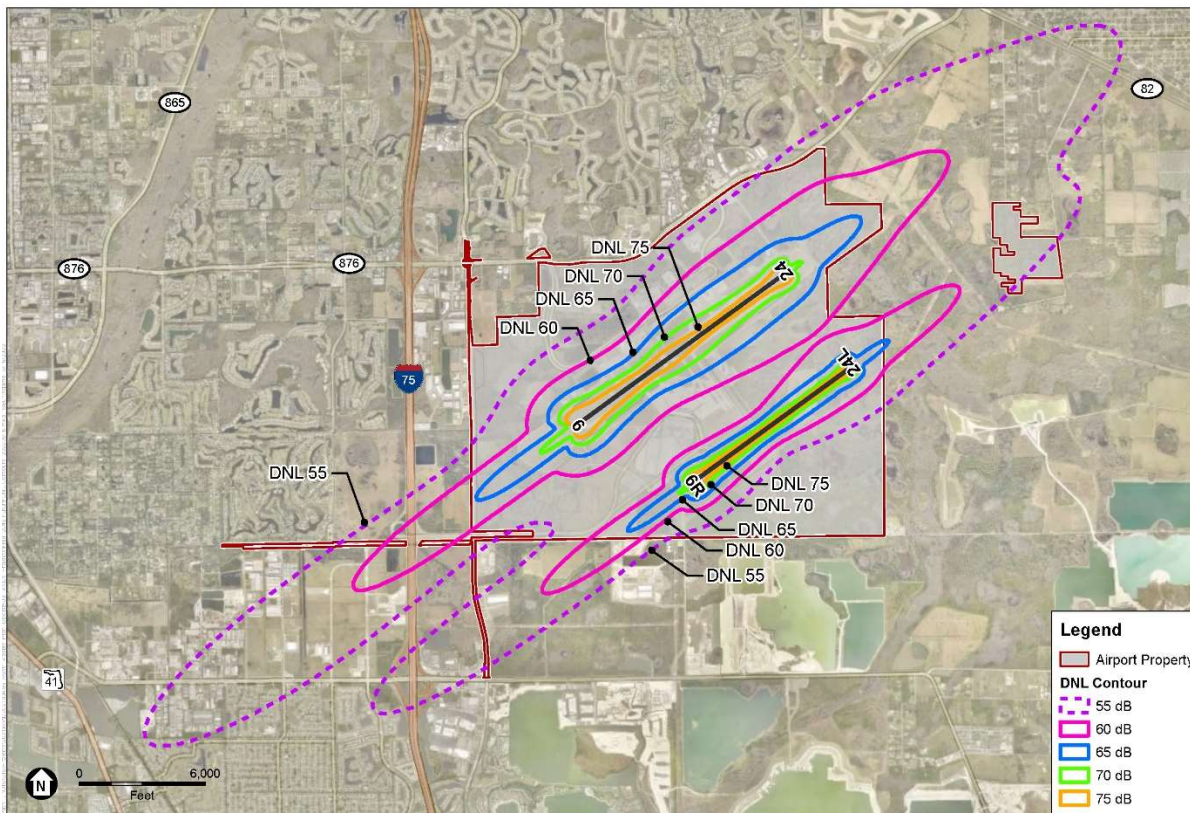 865
82
876
876
75
41
DNL 75
DNL 70
DNL 65
DNL 60
DNL 55
24
6
24L
6R
DNL 75
DNL 70
DNL 65
DNL 60
DNL 55
Legend
Airport Property
DNL Contour
55 dB
60 dB
65 dB
70 dB
75 dB
0 6,000
Feet
N